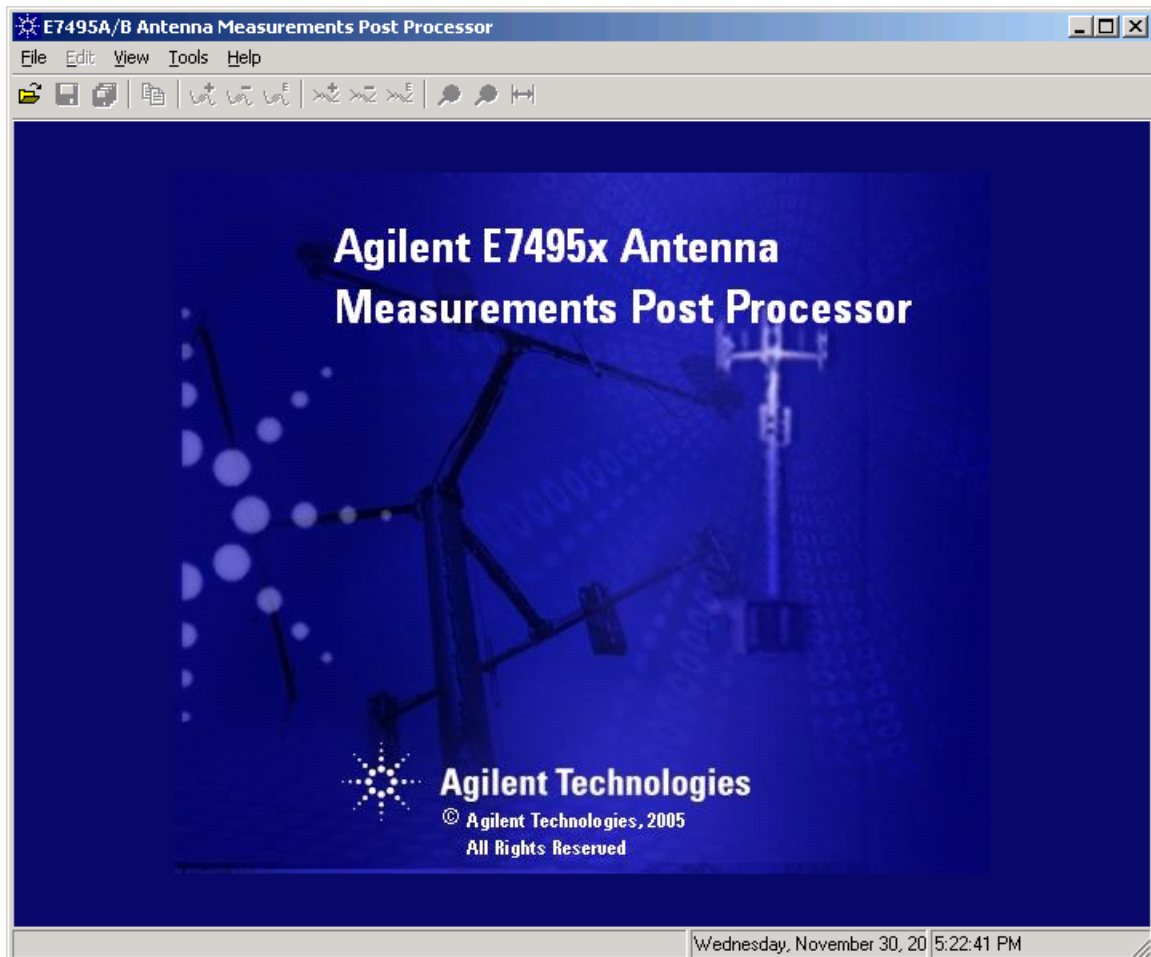 E7495A/B Antenna Measurements Post Processor
File Edit View Tools Help
Agilent E7495x Antenna
Measurements Post Processor
Agilent Technologies
© Agilent Technologies, 2005
All Rights Reserved
Wednesday, November 30, 20 5:22:41 PM